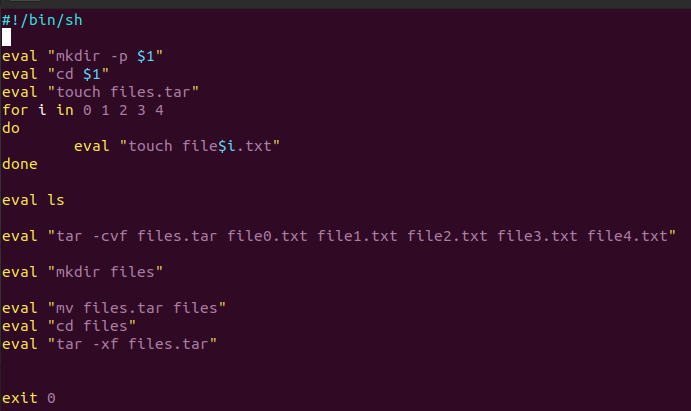 #!/bin/sh
eval "mkdir -p $1"
eval "cd $1"
eval "touch files.tar"
for i in 0 1 2 3 4
do
        eval "touch file$i.txt"
done
eval ls
eval "tar -cvf files.tar file0.txt file1.txt file2.txt file3.txt file4.txt"
eval "mkdir files"
eval "mv files.tar files"
eval "cd files"
eval "tar -xf files.tar"
exit 0